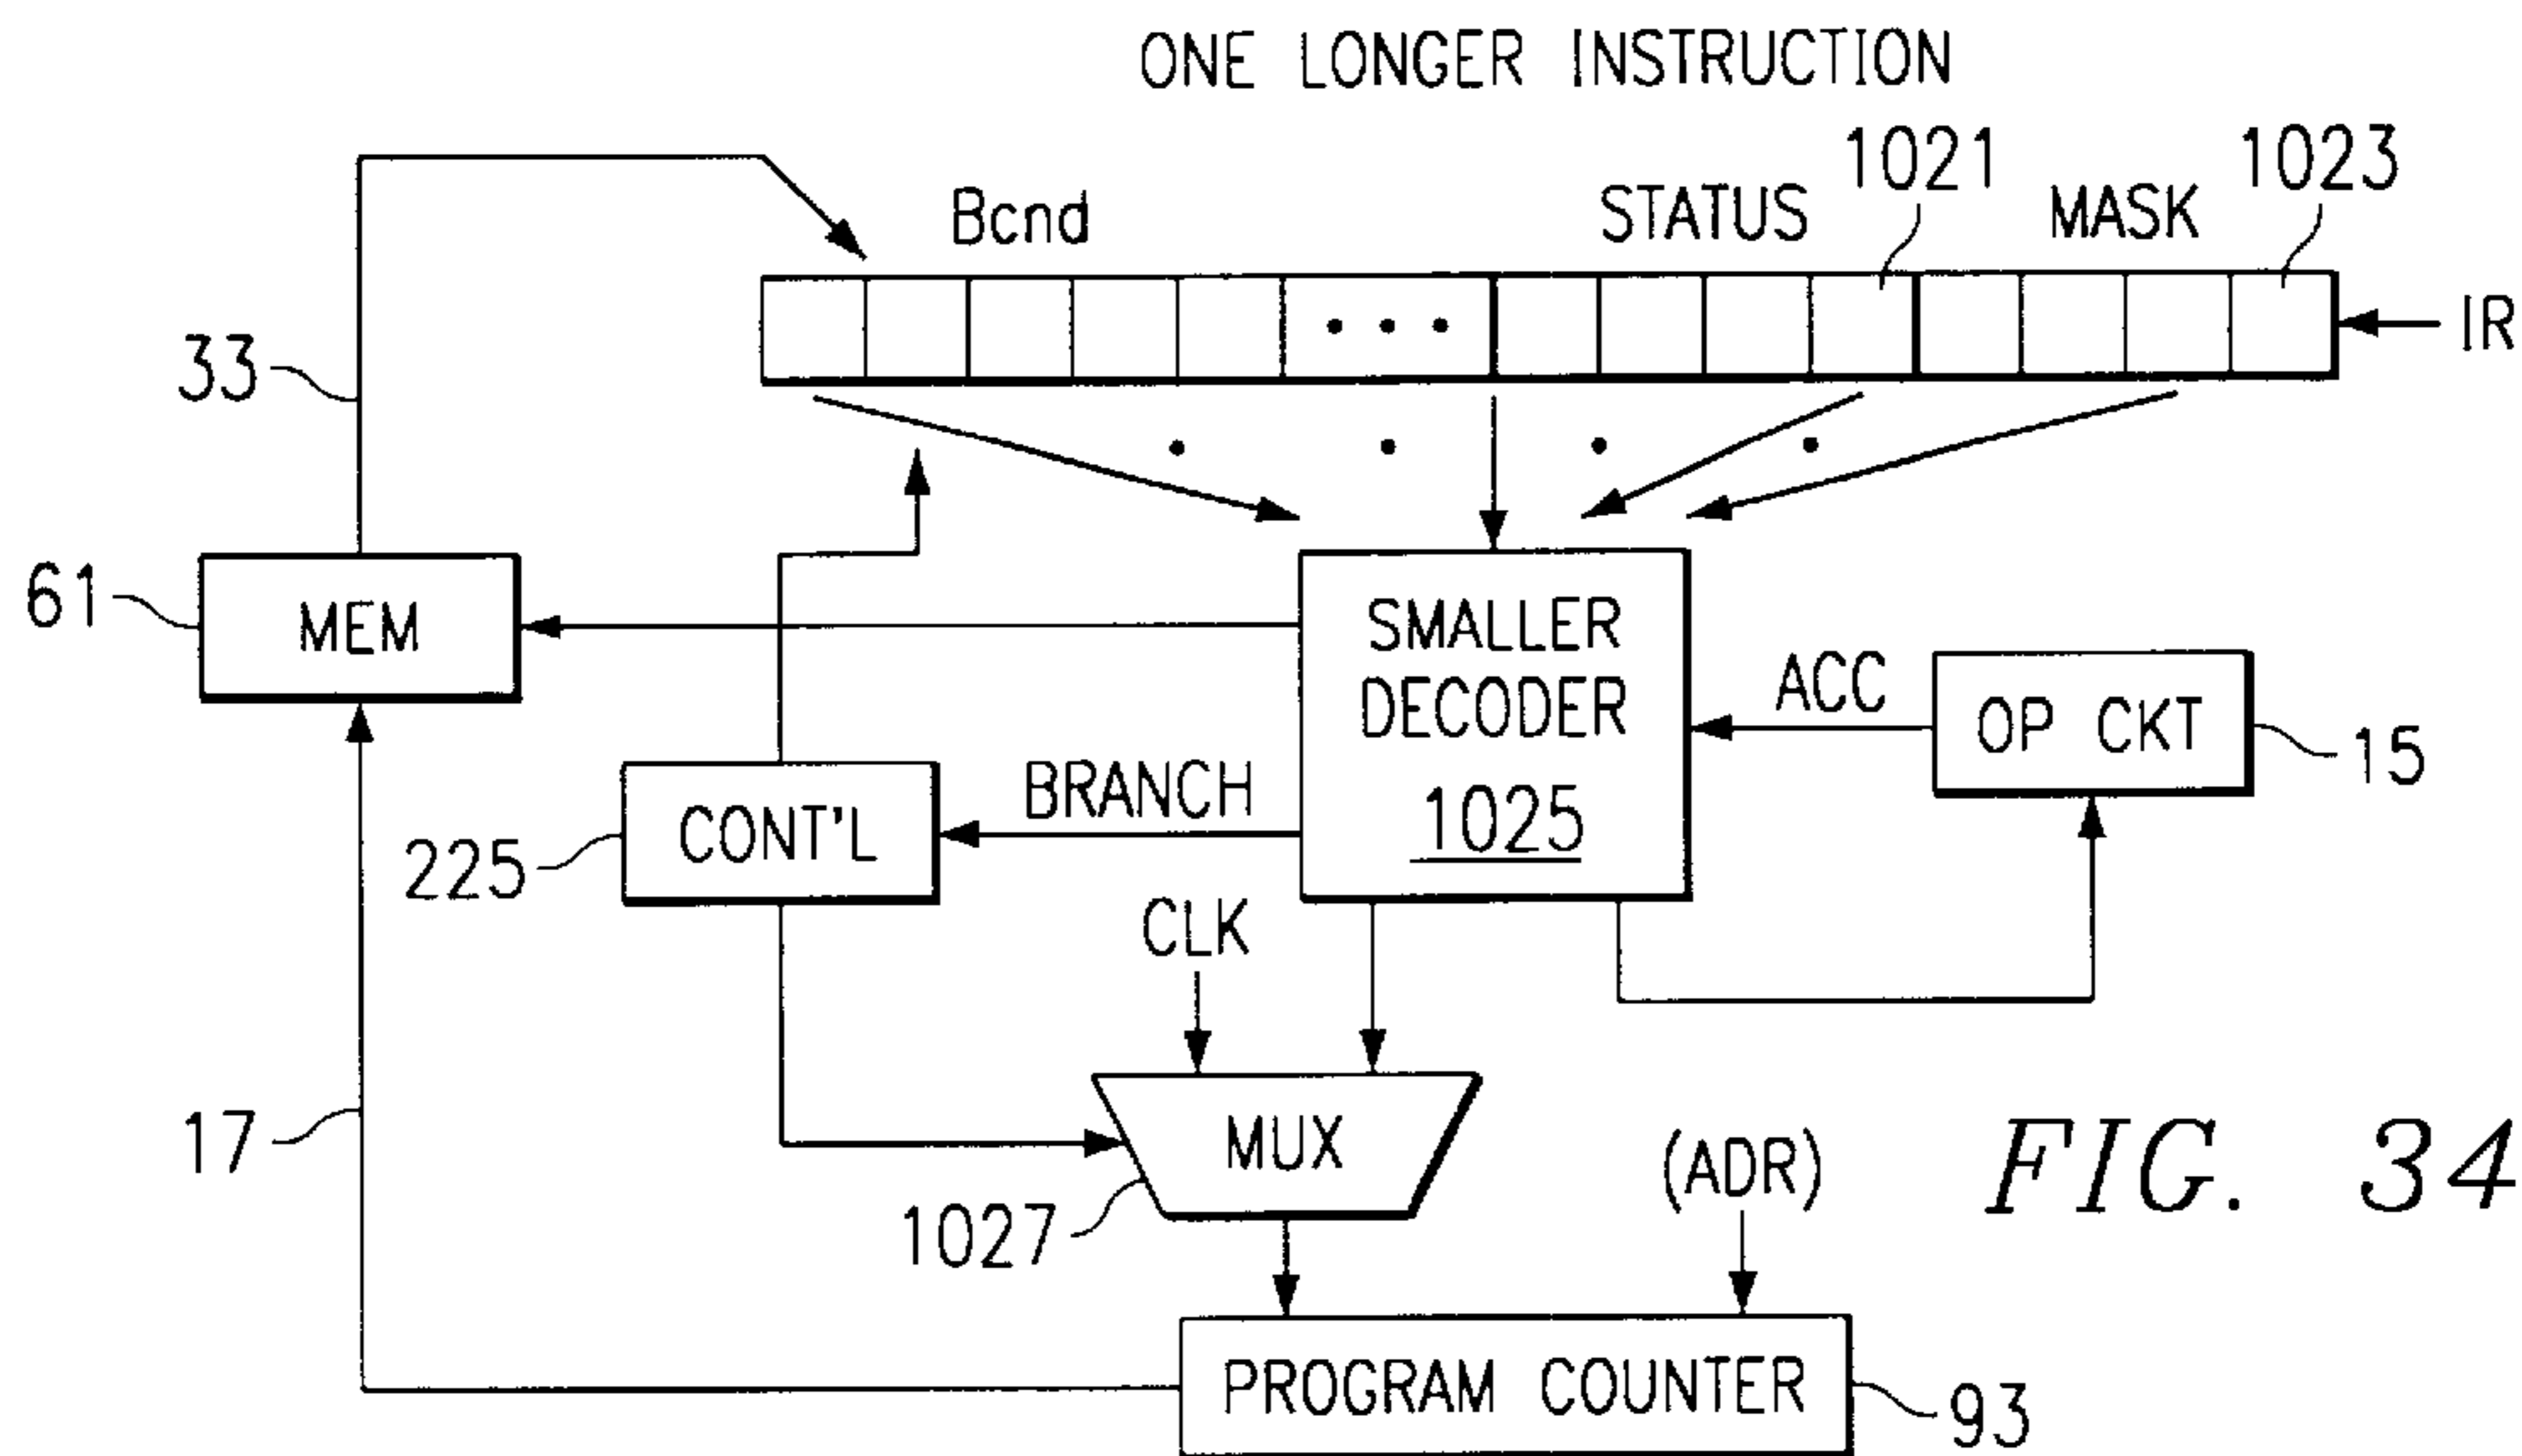 ONE LONGER INSTRUCTION
Bcnd STATUS 1021 MASK 1023
IR
33
61 MEM
SMALLER DECODER 1025
ACC
OP CKT 15
BRANCH
225 CONT'L
CLK
17
MUX
1027
(ADR)
FIG. 34
PROGRAM COUNTER 93